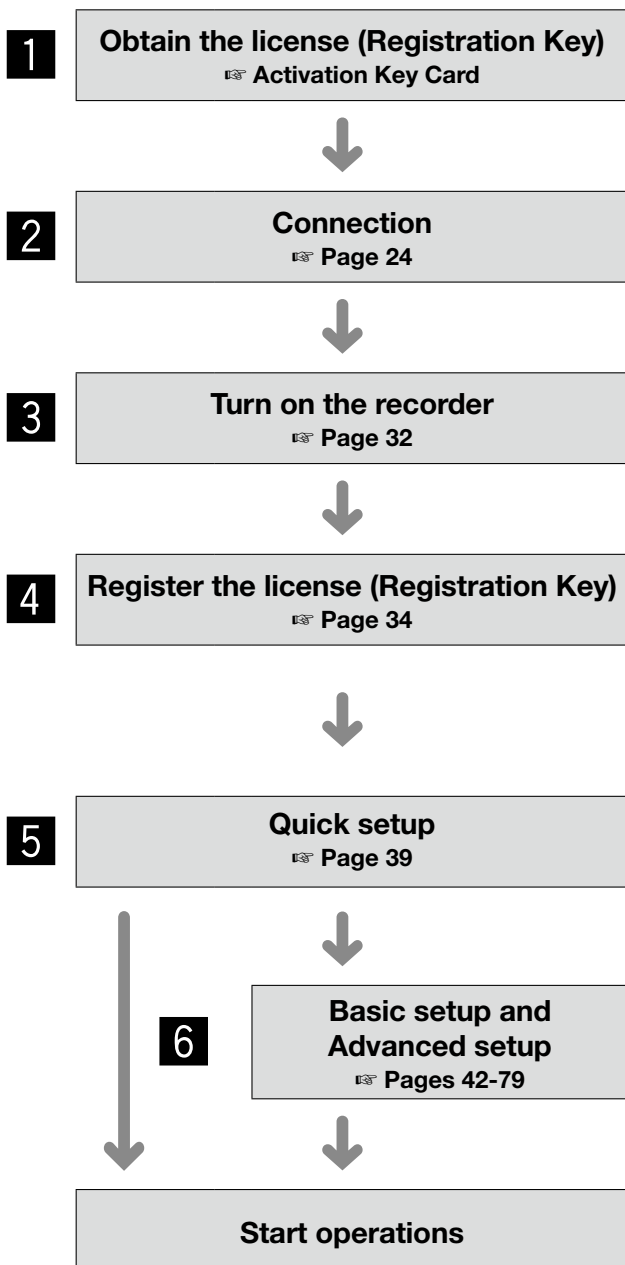 1
Obtain the license (Registration Key)
☞ Activation Key Card
2
Connection
☞ Page 24
3
Turn on the recorder
☞ Page 32
4
Register the license (Registration Key)
☞ Page 34
5
Quick setup
☞ Page 39
6
Basic setup and
Advanced setup
☞ Pages 42-79
Start operations